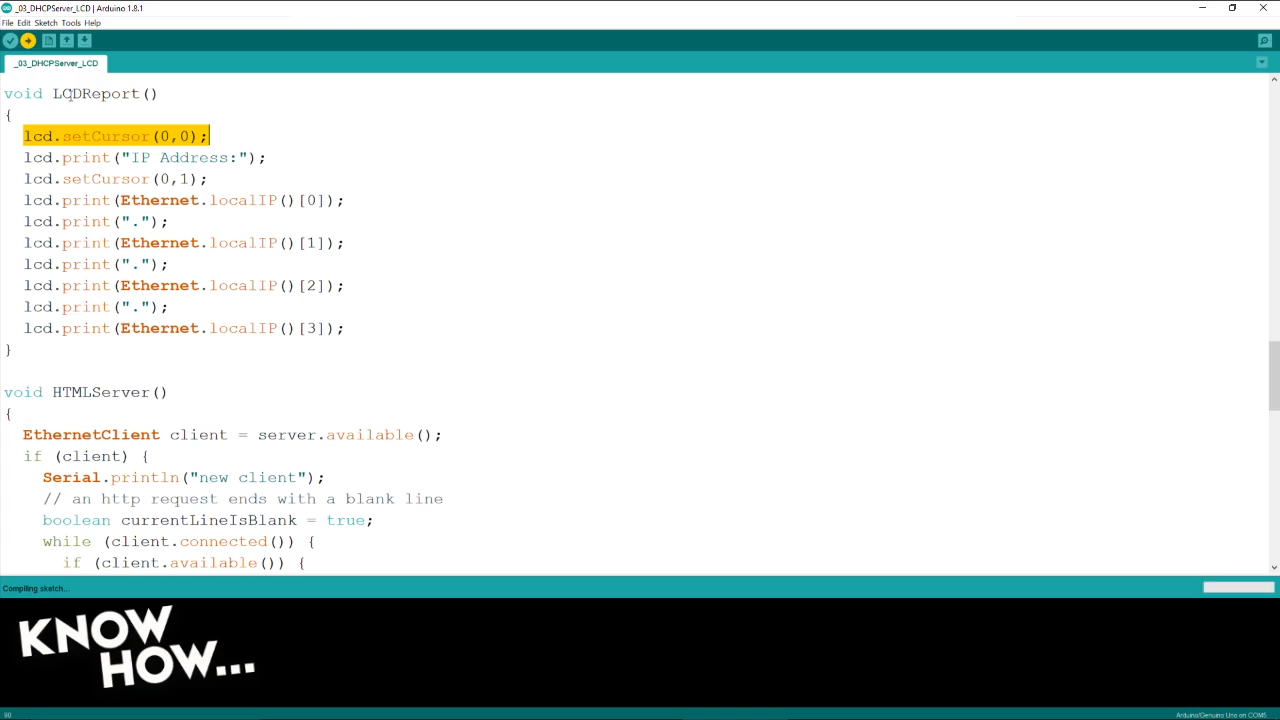 _03_DHCPServer_LCD | Arduino 1.8.1
File Edit Sketch Tools Help
_03_DHCPServer_LCD
void LCDReport()
{
lcd.setCursor(0,0);
lcd.print("IP Address:");
lcd.setCursor(0,1);
lcd.print(Ethernet.localIP()[0]);
lcd.print(".");
lcd.print(Ethernet.localIP()[1]);
lcd.print(".");
lcd.print(Ethernet.localIP()[2]);
lcd.print(".");
lcd.print(Ethernet.localIP()[3]);
}
void HTMLServer()
{
EthernetClient client = server.available();
if (client) {
Serial.println("new client");
// an http request ends with a blank line
boolean currentLineIsBlank = true;
while (client.connected()) {
if (client.available()) {
Compiling sketch...
KNOW
HOW...
90
Arduino/Genuino Uno on COM5